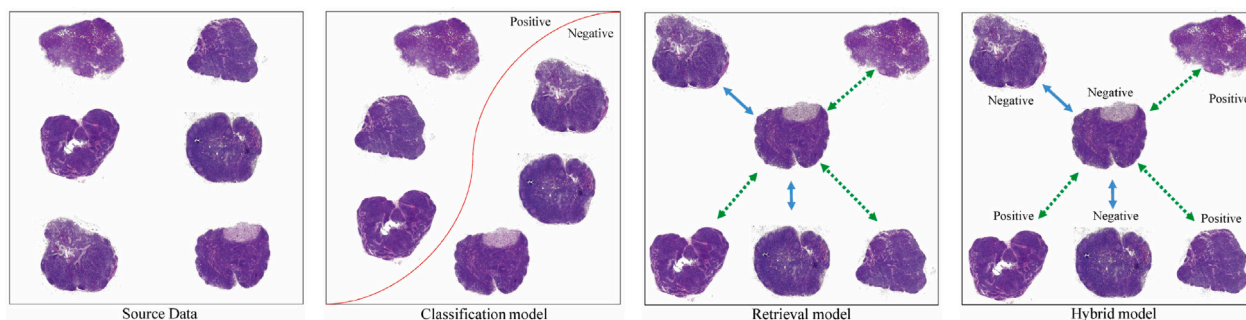 Positive
Negative
Negative
Negative
Positive
Positive
Negative
Positive
Source Data
Classification model
Retrieval model
Hybrid model